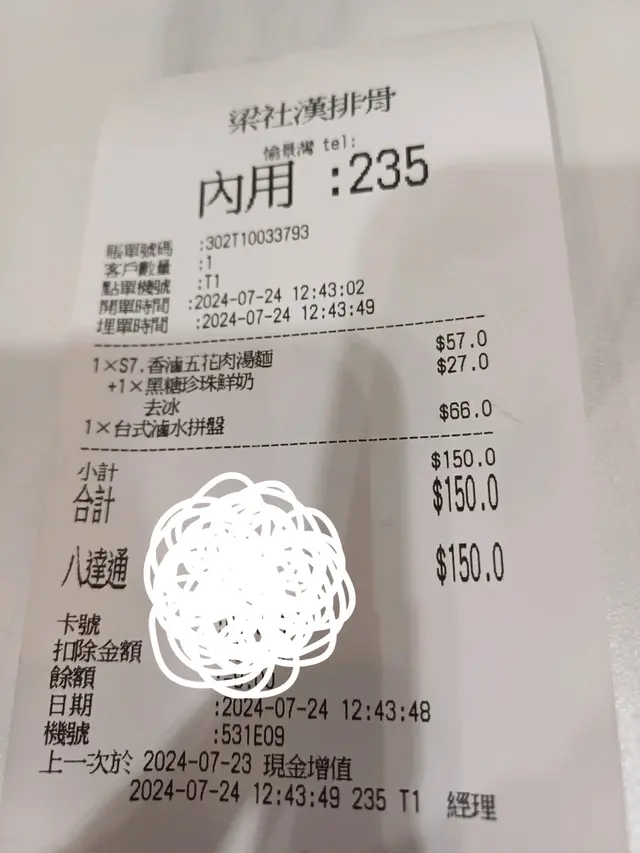 梁社漢排骨
愉景灣 tel:
內用 :235
賬單號碼 :302T10033793
客戶數量 :1
點單機號 :T1
開單時間 :2024-07-24 12:43:02
埋單時間 :2024-07-24 12:43:49
1×S7.香滷五花肉湯麵 $57.0
+1×黑糖珍珠鮮奶 $27.0
去冰
1×台式滷水拼盤 $66.0
小計 $150.0
合計 $150.0
八達通 $150.0
卡號
扣除金額
餘額
日期 :2024-07-24 12:43:48
機號 :531E09
上一次於 2024-07-23 現金增值
2024-07-24 12:43:49 235 T1 經理